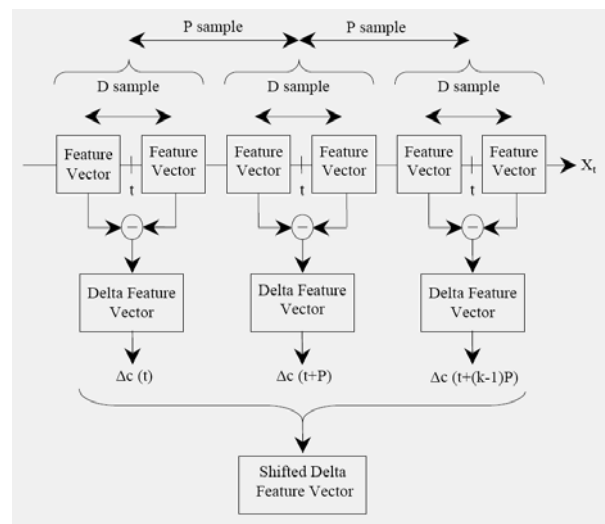 P sample P sample
D sample D sample D sample
Feature Vector Feature Vector Feature Vector Feature Vector Feature Vector Feature Vector
X_t
t t t
− − −
Delta Feature Vector Delta Feature Vector Delta Feature Vector
Δc (t) Δc (t+P) Δc (t+(k-1)P)
Shifted Delta
Feature Vector